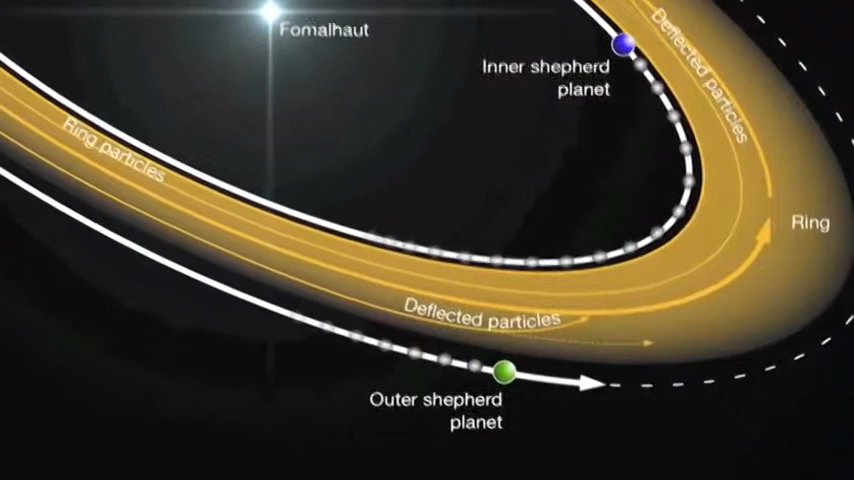 Fomalhaut
Deflected particles
Inner shepherd
planet
Ring particles
Ring
Deflected particles
Outer shepherd
planet